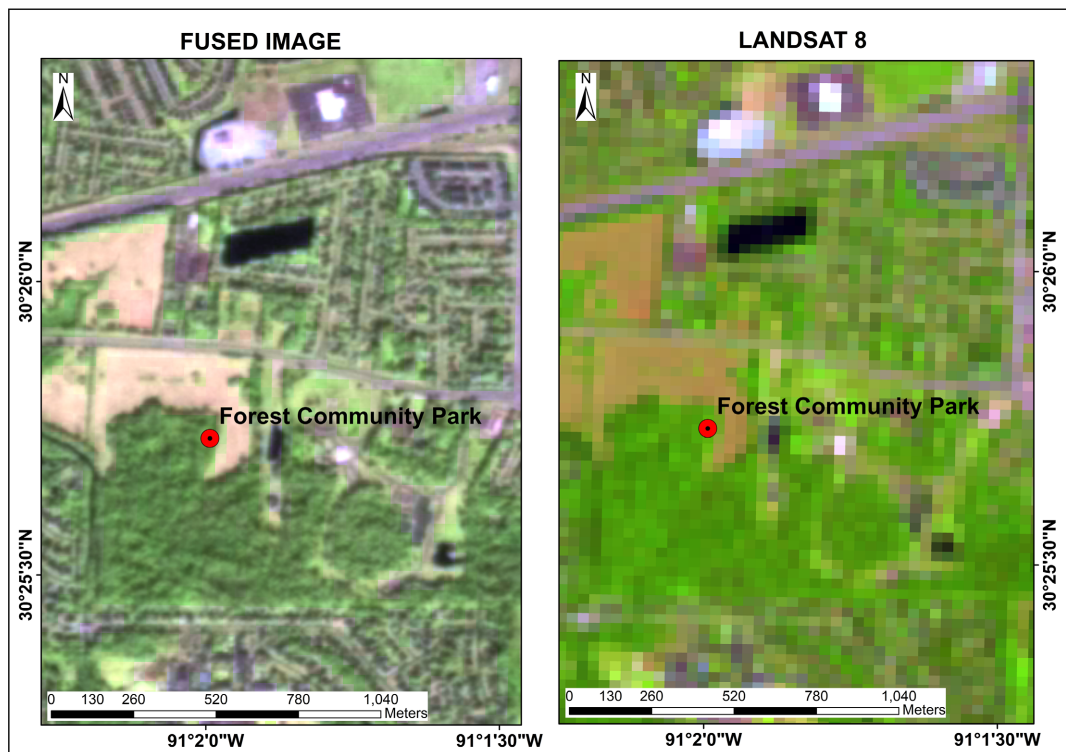 FUSED IMAGE
N
30°26'0"N
30°25'30"N
Forest Community Park
0 130 260 520 780 1,040
Meters
91°2'0"W 91°1'30"W
LANDSAT 8
N
30°26'0"N
30°25'30"N
Forest Community Park
0 130 260 520 780 1,040
Meters
91°2'0"W 91°1'30"W